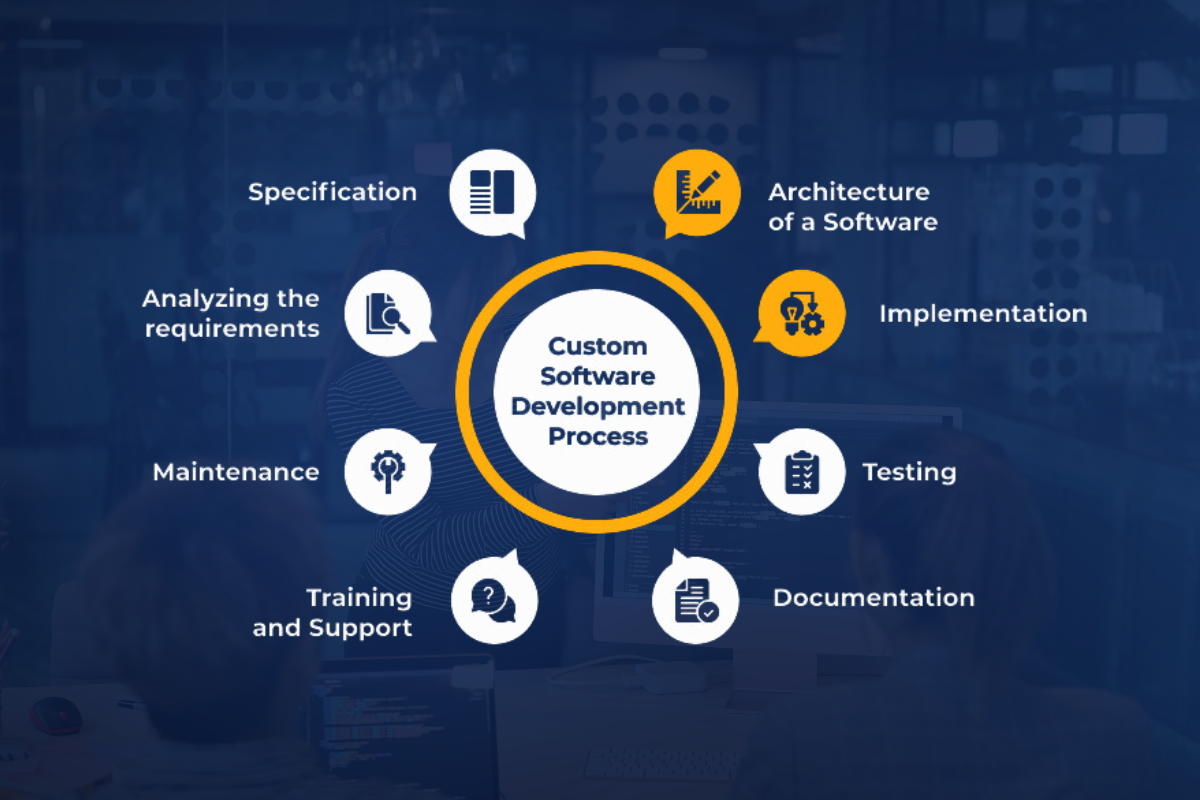 Specification
Architecture
of a Software
Analyzing the
requirements
Implementation
Custom
Software
Development
Process
Maintenance
Testing
Training
and Support
Documentation